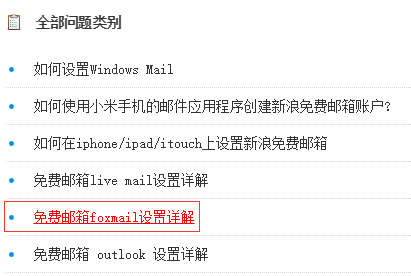 全部问题类别
如何设置Windows Mail
如何使用小米手机的邮件应用程序创建新浪免费邮箱账户？
如何在iphone/ipad/itouch上设置新浪免费邮箱
免费邮箱live mail设置详解
免费邮箱foxmail设置详解
免费邮箱 outlook 设置详解